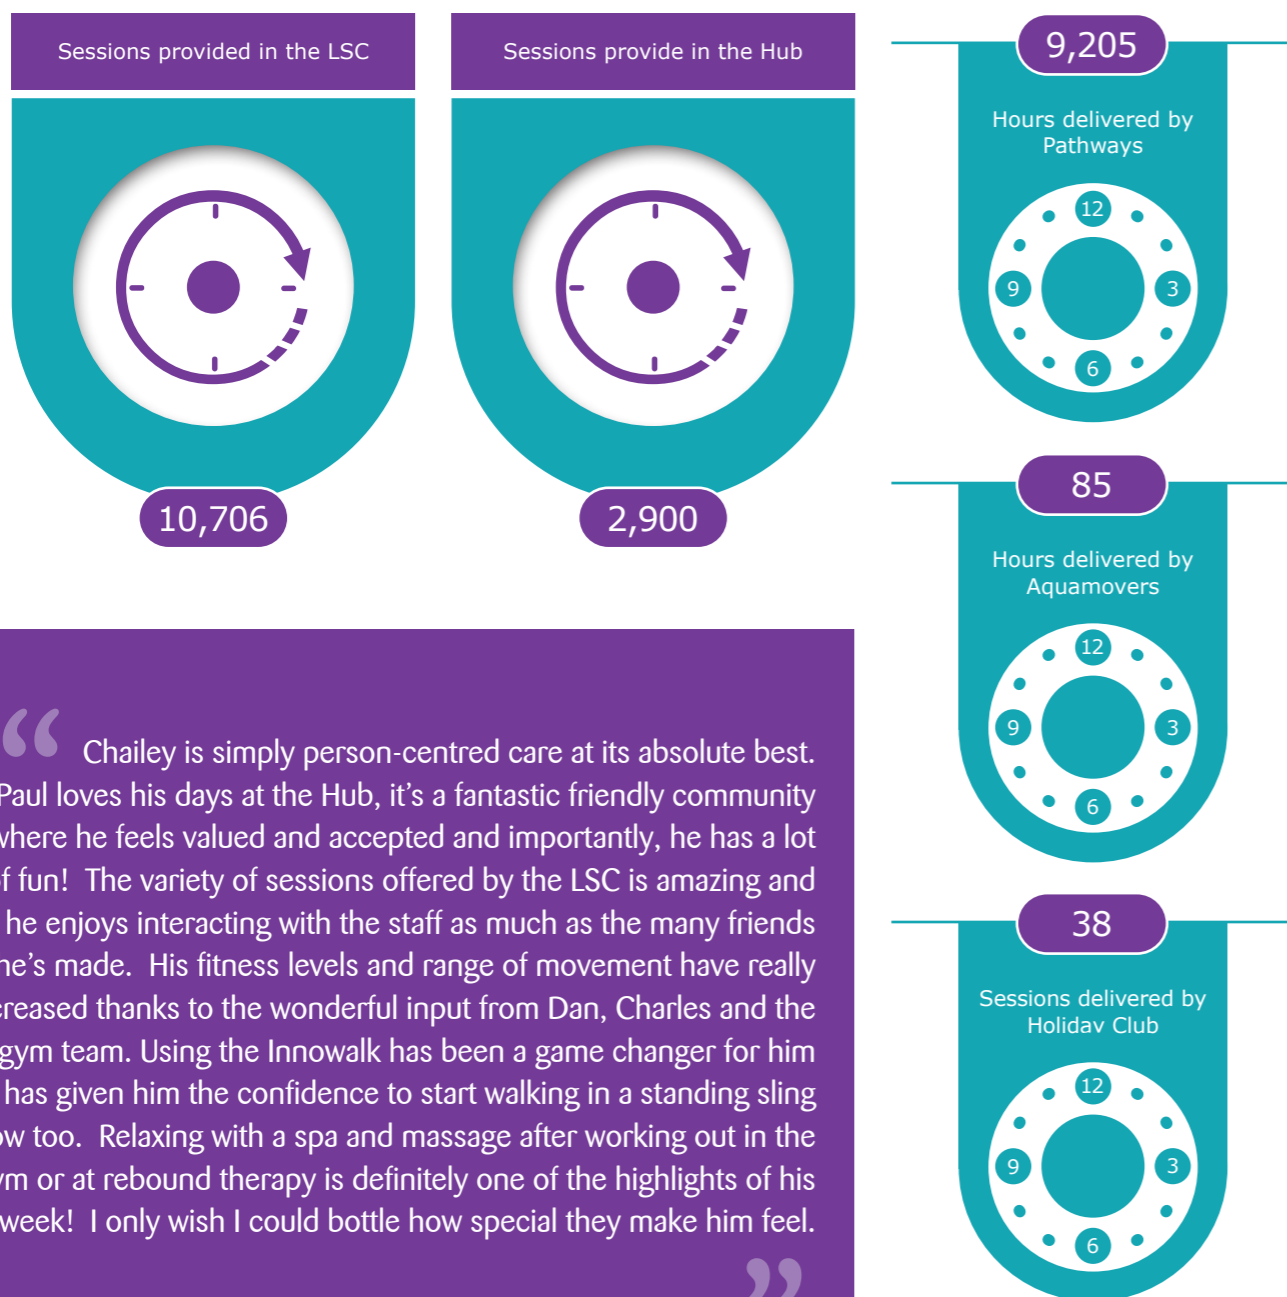 Sessions provided in the LSC
10,706
Sessions provide in the Hub
2,900
9,205
Hours delivered by
Pathways
12
9
3
6
85
Hours delivered by
Aquamovers
12
9
3
6
38
Sessions delivered by
Holiday Club
12
9
3
6
“ Chailey is simply person-centred care at its absolute best.
Paul loves his days at the Hub, it’s a fantastic friendly community
where he feels valued and accepted and importantly, he has a lot
of fun! The variety of sessions offered by the LSC is amazing and
he enjoys interacting with the staff as much as the many friends
he’s made. His fitness levels and range of movement have really
creased thanks to the wonderful input from Dan, Charles and the
gym team. Using the Innowalk has been a game changer for him
has given him the confidence to start walking in a standing sling
ow too. Relaxing with a spa and massage after working out in the
ym or at rebound therapy is definitely one of the highlights of his
week! I only wish I could bottle how special they make him feel.
”